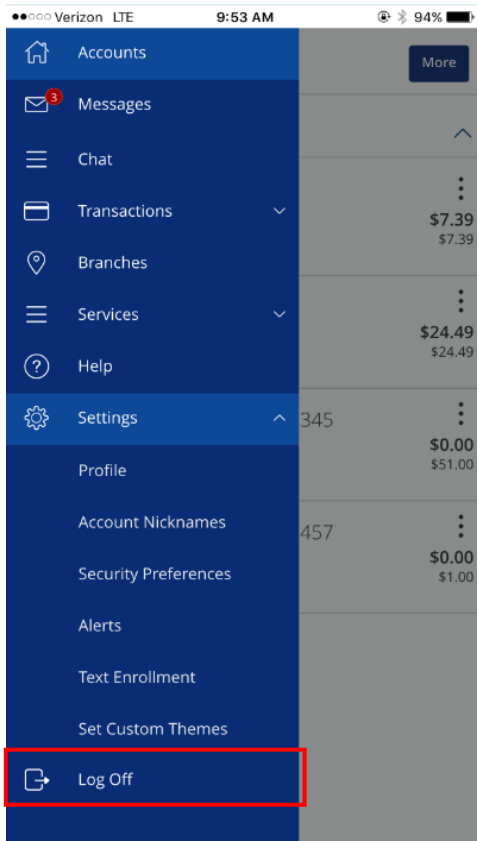 Verizon LTE 9:53 AM 94%
Accounts
More
3
Messages
Chat
Transactions
$7.39
$7.39
Branches
Services
$24.49
$24.49
Help
Settings
345
$0.00
$51.00
Profile
Account Nicknames
457
$0.00
$1.00
Security Preferences
Alerts
Text Enrollment
Set Custom Themes
Log Off